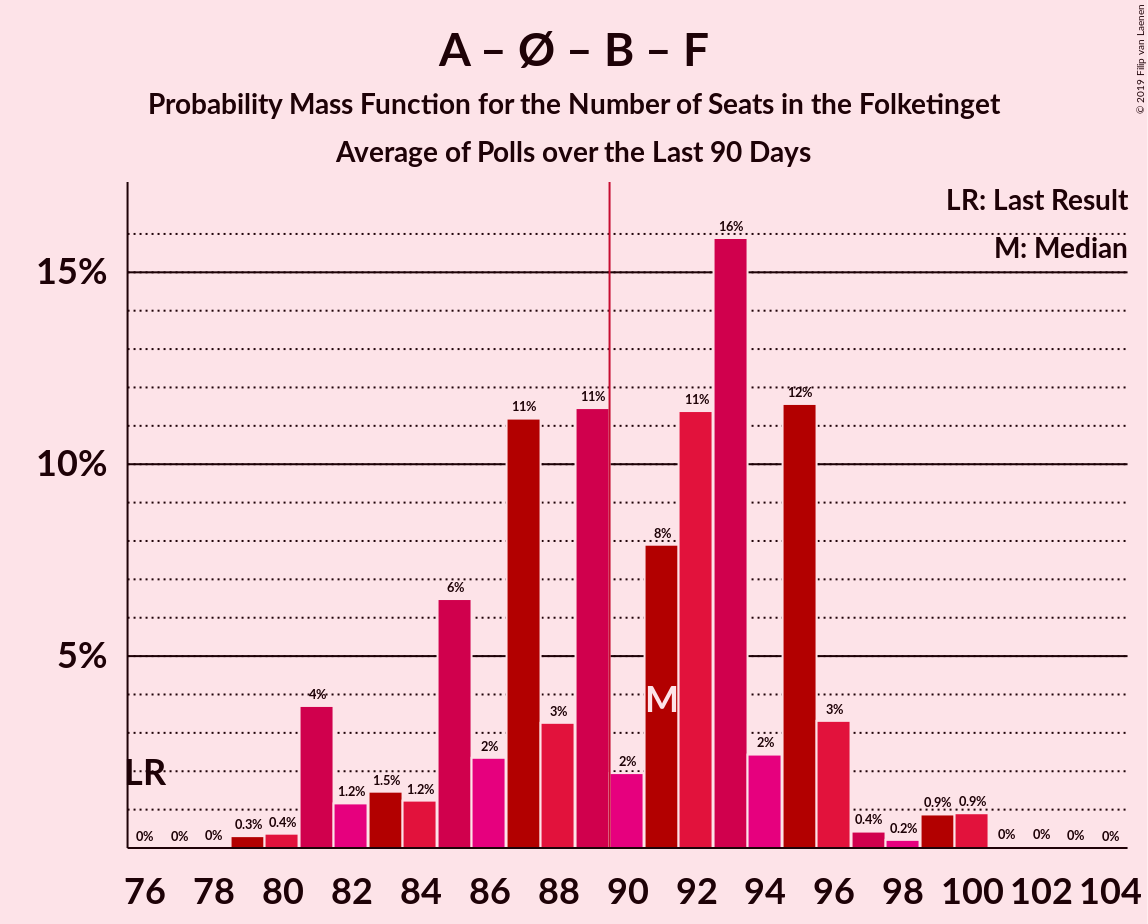 A – Ø – B – F
Probability Mass Function for the Number of Seats in the Folketinget
Average of Polls over the Last 90 Days
© 2019 Filip van Laenen
LR: Last Result
M: Median
15%
10%
5%
0% 0% 0% 0.3% 0.4% 4% 1.2% 1.5% 1.2% 6% 2% 11% 3% 11% 2% 8% 11% 16% 2% 12% 3% 0.4% 0.2% 0.9% 0.9% 0% 0% 0% 0%
M
LR
76 78 80 82 84 86 88 90 92 94 96 98 100 102 104